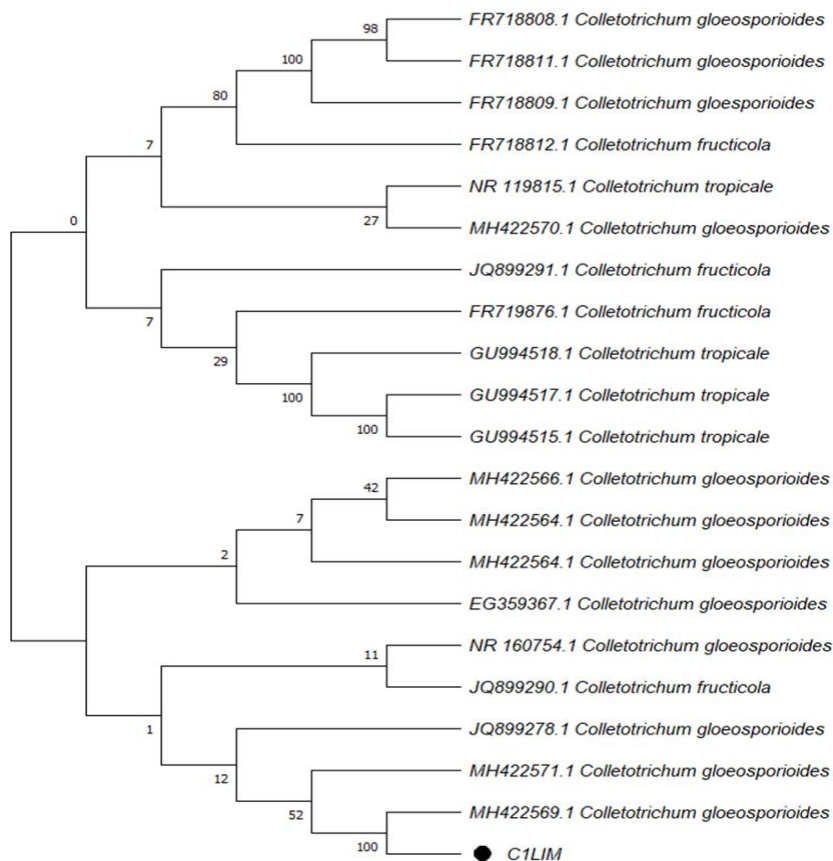 98
FR718808.1 Colletotrichum gloeosporioides
100
FR718811.1 Colletotrichum gloeosporioides
80
FR718809.1 Colletotrichum gloesporioides
7
FR718812.1 Colletotrichum fructicola
NR 119815.1 Colletotrichum tropicale
0
27
MH422570.1 Colletotrichum gloeosporioides
JQ899291.1 Colletotrichum fructicola
7
FR719876.1 Colletotrichum fructicola
29
GU994518.1 Colletotrichum tropicale
100
GU994517.1 Colletotrichum tropicale
100
GU994515.1 Colletotrichum tropicale
42
MH422566.1 Colletotrichum gloeosporioides
7
MH422564.1 Colletotrichum gloeosporioides
2
MH422564.1 Colletotrichum gloeosporioides
EG359367.1 Colletotrichum gloeosporioides
11
NR 160754.1 Colletotrichum gloeosporioides
JQ899290.1 Colletotrichum fructicola
1
JQ899278.1 Colletotrichum gloeosporioides
12
MH422571.1 Colletotrichum gloeosporioides
52
MH422569.1 Colletotrichum gloeosporioides
100
C1LIM